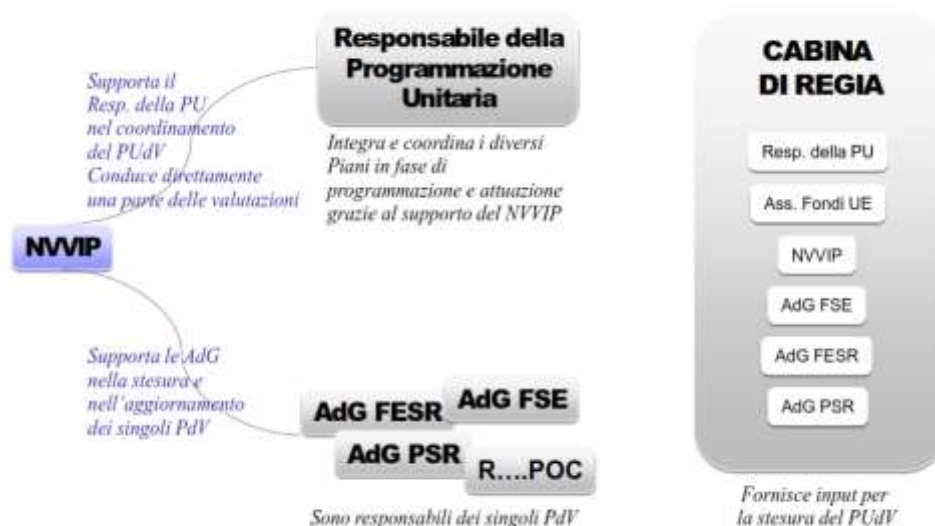 Responsabile della
Programmazione
Unitaria
Supporta il
Resp. della PU
nel coordinamento
del PUdV
Conduce direttamente
una parte delle valutazioni
Integra e coordina i diversi
Piani in fase di
programmazione e attuazione
grazie al supporto del NVVIP
NVVIP
Supporta le AdG
nella stesura e
nell'aggiornamento
dei singoli PdV
AdG FESR
AdG FSE
AdG PSR
R....POC
Sono responsabili dei singoli PdV
CABINA
DI REGIA
Resp. della PU
Ass. Fondi UE
NVVIP
AdG FSE
AdG FESR
AdG PSR
Fornisce input per
la stesura del PUdV